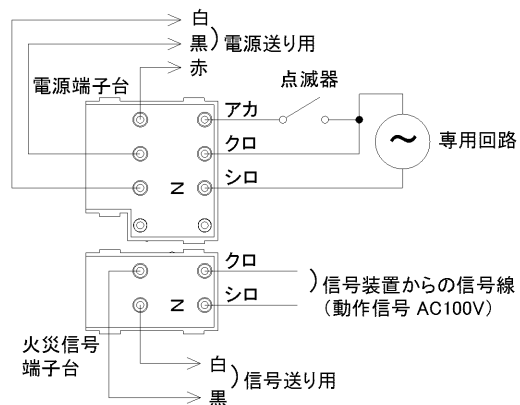 白
黒)電源送り用
赤
電源端子台
点滅器
アカ
クロ
専用回路
シロ
N
クロ
)信号装置からの信号線
シロ
(動作信号 AC100V)
N
火災信号
端子台
白
)信号送り用
黒